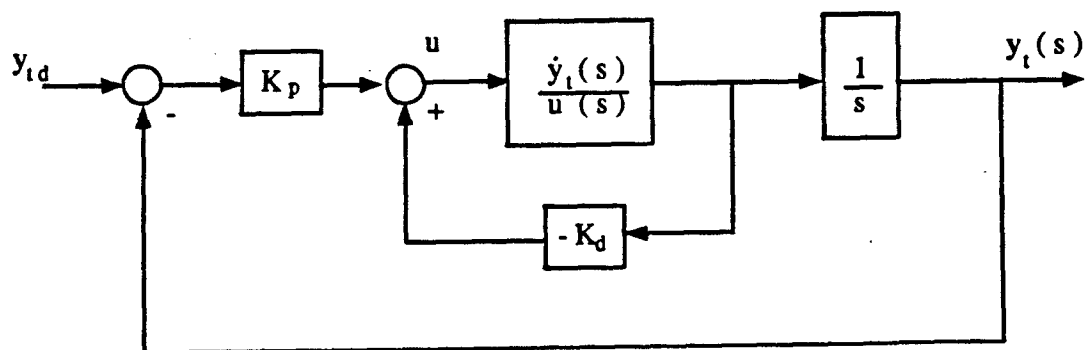 y_td
-
K_p
u
+
ẏ_t(s)
u(s)
1
s
y_t(s)
-K_d